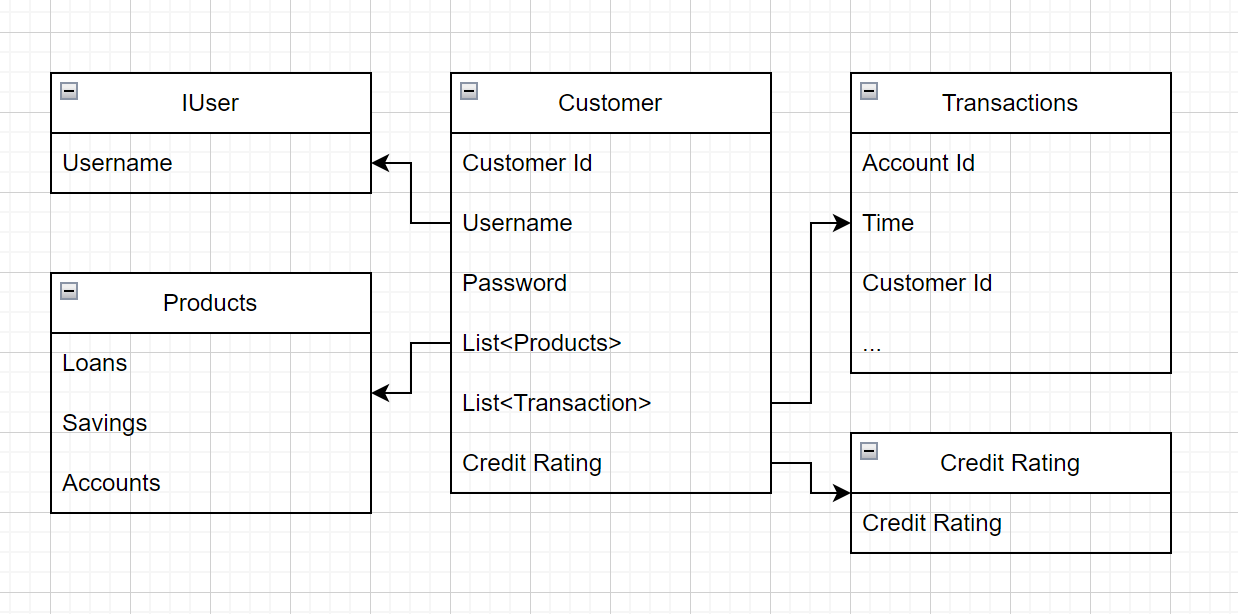 IUser
Username
Products
Loans
Savings
Accounts
Customer
Customer Id
Username
Password
List<Products>
List<Transaction>
Credit Rating
Transactions
Account Id
Time
Customer Id
...
Credit Rating
Credit Rating